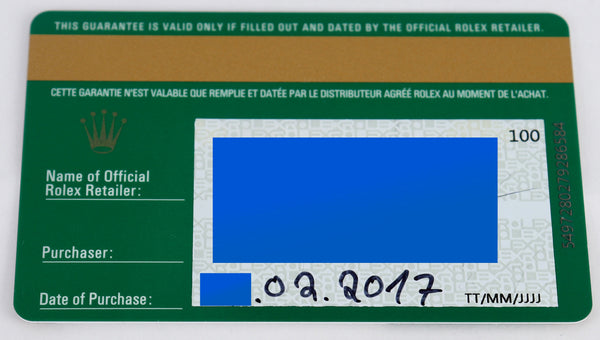 THIS GUARANTEE IS VALID ONLY IF FILLED OUT AND DATED BY THE OFFICIAL ROLEX RETAILER.
CETTE GARANTIE N'EST VALABLE QUE REMPLIE ET DATÉE PAR LE DISTRIBUTEUR AGRÉÉ ROLEX AU MOMENT DE L'ACHAT.
100
Name of Official
Rolex Retailer:
5497280279286584
Purchaser:
Date of Purchase: .02.2017 TT/MM/JJJJ